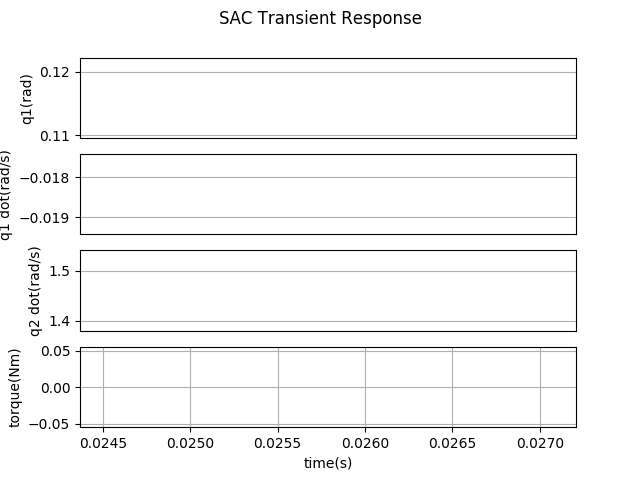 SAC Transient Response
q1(rad)
0.12
0.11
q1 dot(rad/s)
−0.018
−0.019
q2 dot(rad/s)
1.5
1.4
torque(Nm)
0.05
0.00
−0.05
0.0245 0.0250 0.0255 0.0260 0.0265 0.0270
time(s)